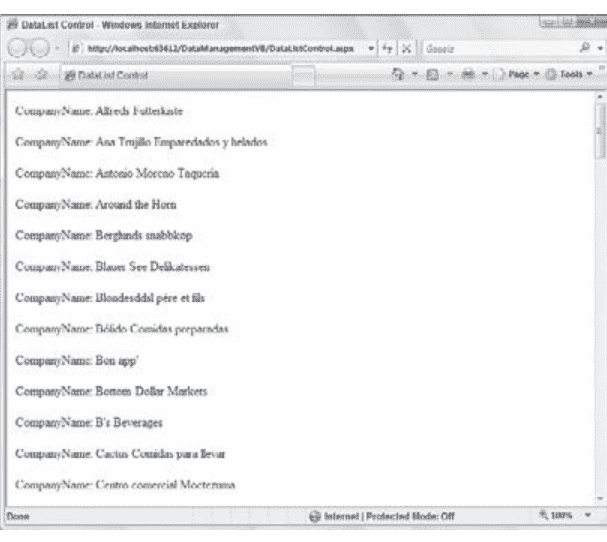 DataList Control - Windows Internet Explorer
http://localhost:63613/DataManagementVB/DataListControl.aspx
Google
DataList Control
Page
Tools
CompanyName: Alfreds Futterkiste
CompanyName: Ana Trujillo Emparedados y helados
CompanyName: Antonio Moreno Taquería
CompanyName: Around the Horn
CompanyName: Berglunds snabbköp
CompanyName: Blauer See Delikatessen
CompanyName: Blondesddsl père et fils
CompanyName: Bólido Comidas preparadas
CompanyName: Bon app'
CompanyName: Bottom Dollar Markets
CompanyName: B's Beverages
CompanyName: Cactus Comidas para llevar
CompanyName: Centro comercial Moctezuma
Done
Internet | Protected Mode: Off
100%